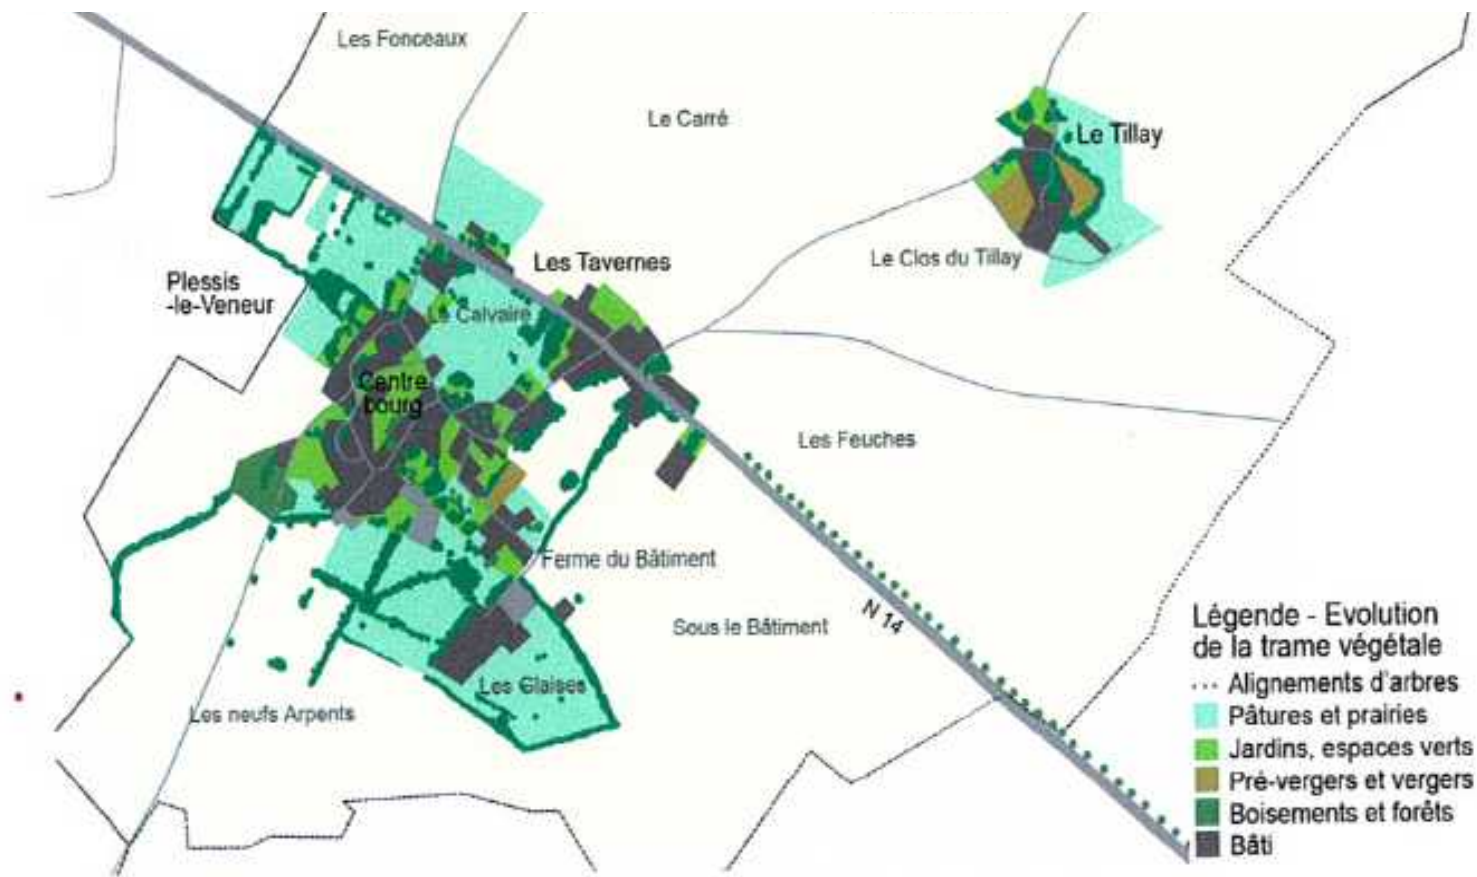 Les Fonceaux
Le Carré
Le Tillay
Les Tavernes
Le Clos du Tillay
Plessis
-le-Veneur
Le Calvaire
Centre
bourg
Les Feuches
Ferme du Bâtiment
N 14
Sous le Bâtiment
Les Glaises
Les neufs Arpents
Légende - Evolution
de la trame végétale
Alignements d'arbres
Pâtures et prairies
Jardins, espaces verts
Pré-vergers et vergers
Boisements et forêts
Bâti